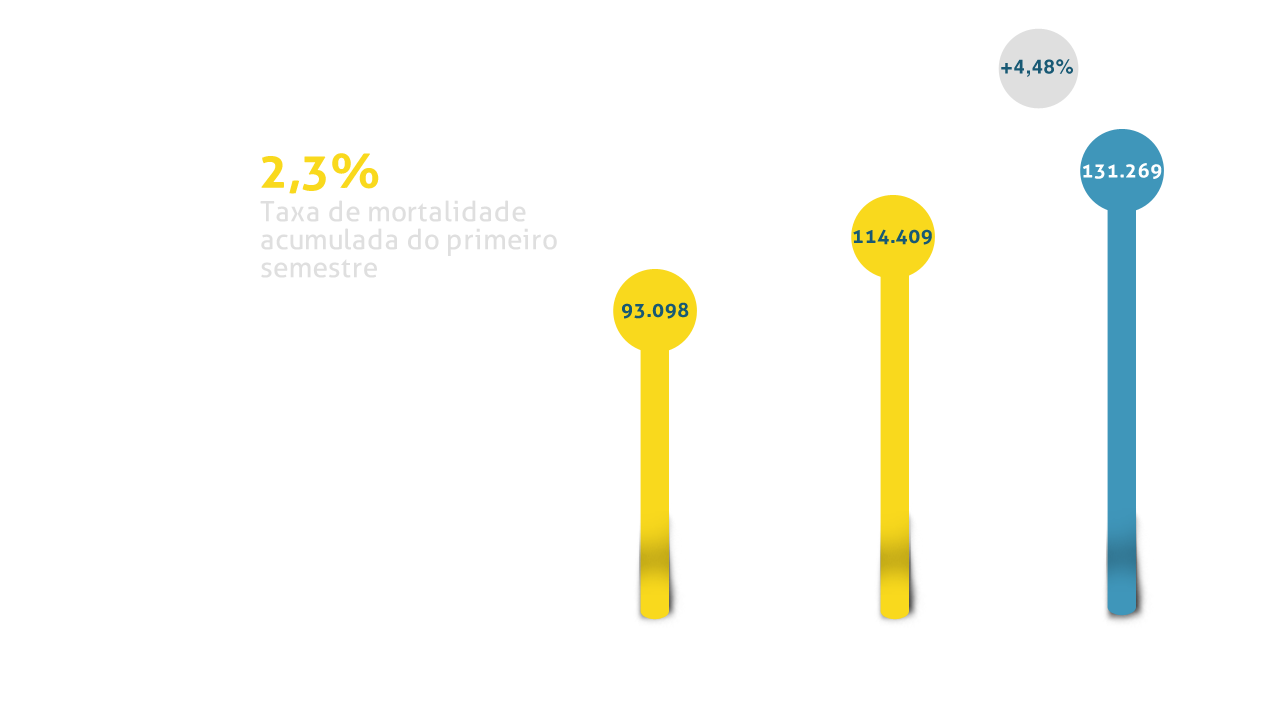 +4,48%
2,3%
Taxa de mortalidade
acumulada do primeiro
semestre
93.098
114.409
131.269